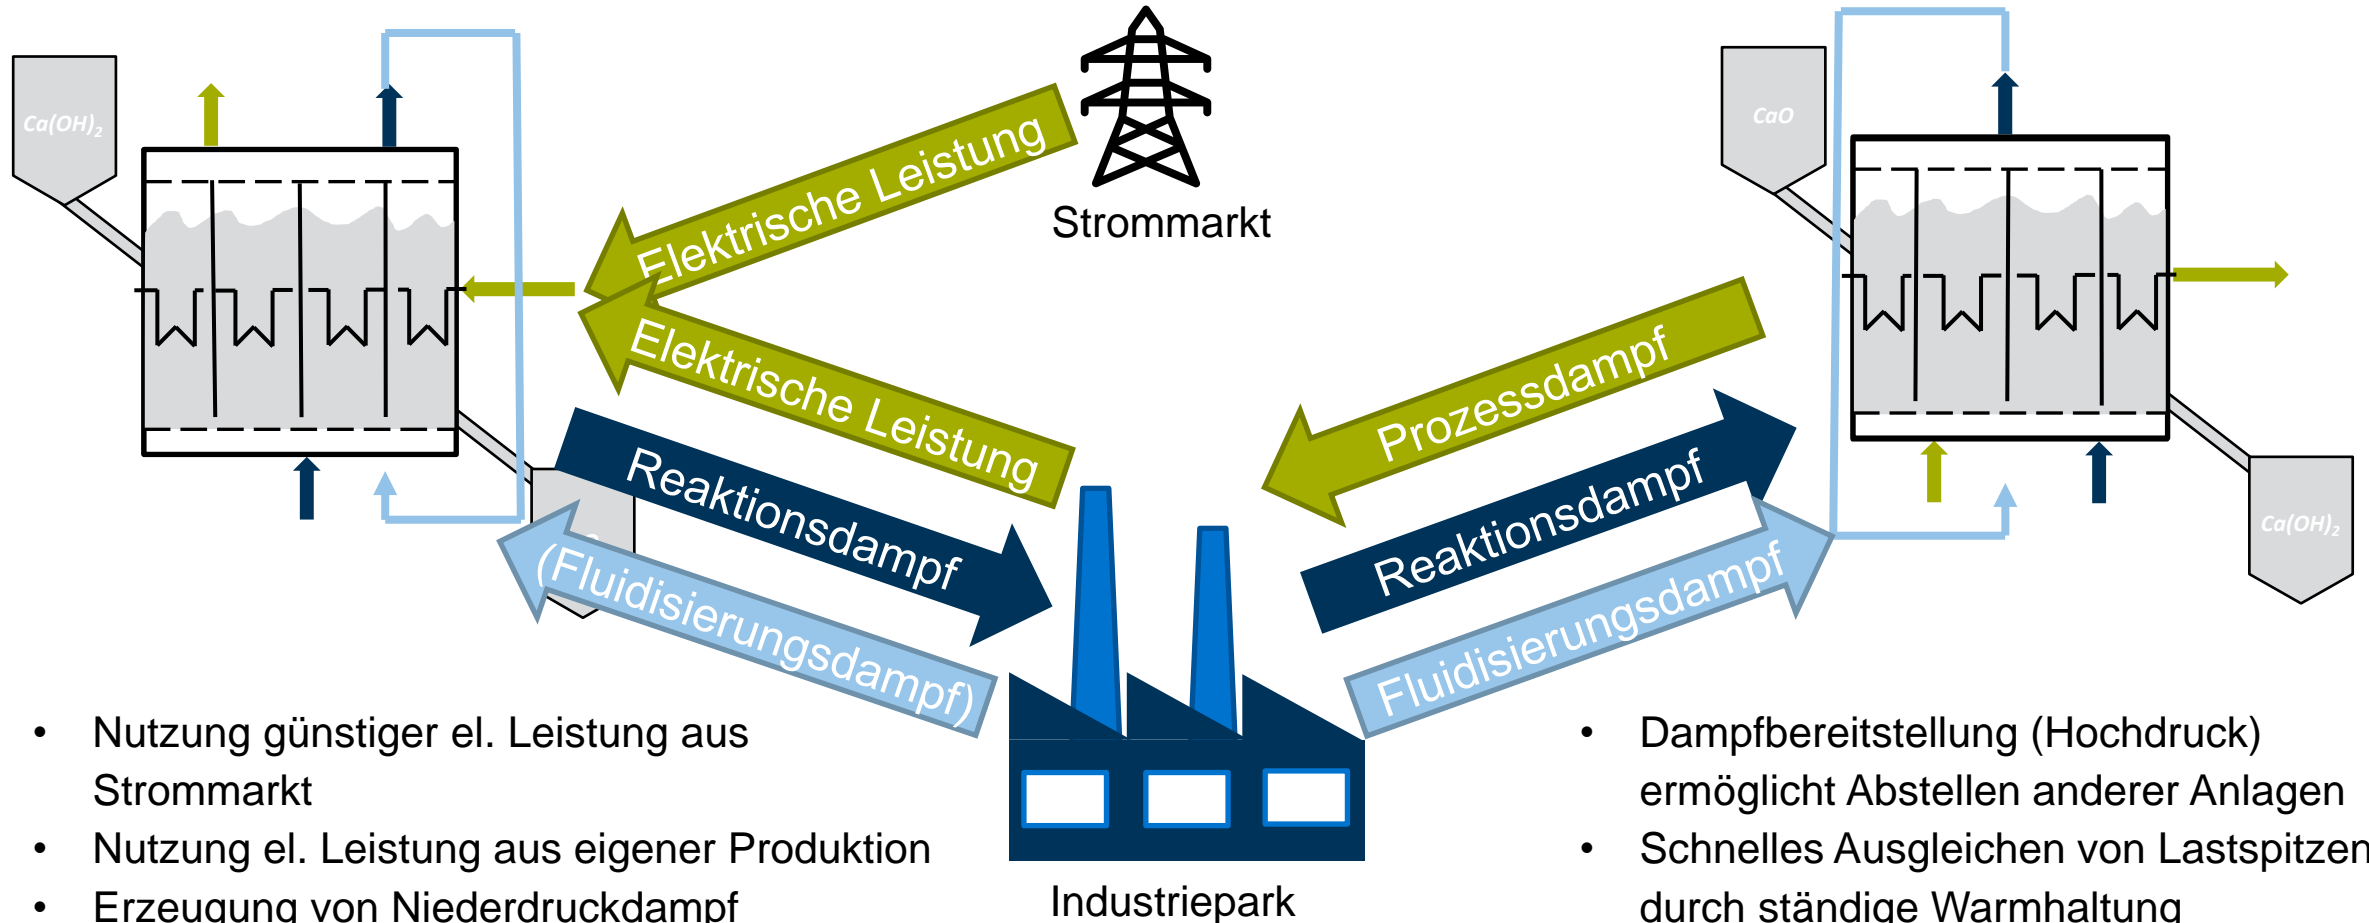 Ca(OH)₂
Elektrische Leistung
Strommarkt
CaO
Elektrische Leistung
Reaktionsdampf
(Fluidisierungsdampf)
Prozessdampf
Reaktionsdampf
Fluidisierungsdampf
Ca(OH)₂
• Nutzung günstiger el. Leistung aus
Strommarkt
• Nutzung el. Leistung aus eigener Produktion
• Erzeugung von Niederdruckdampf
Industriepark
• Dampfbereitstellung (Hochdruck)
ermöglicht Abstellen anderer Anlagen
• Schnelles Ausgleichen von Lastspitzen
durch ständige Warmhaltung